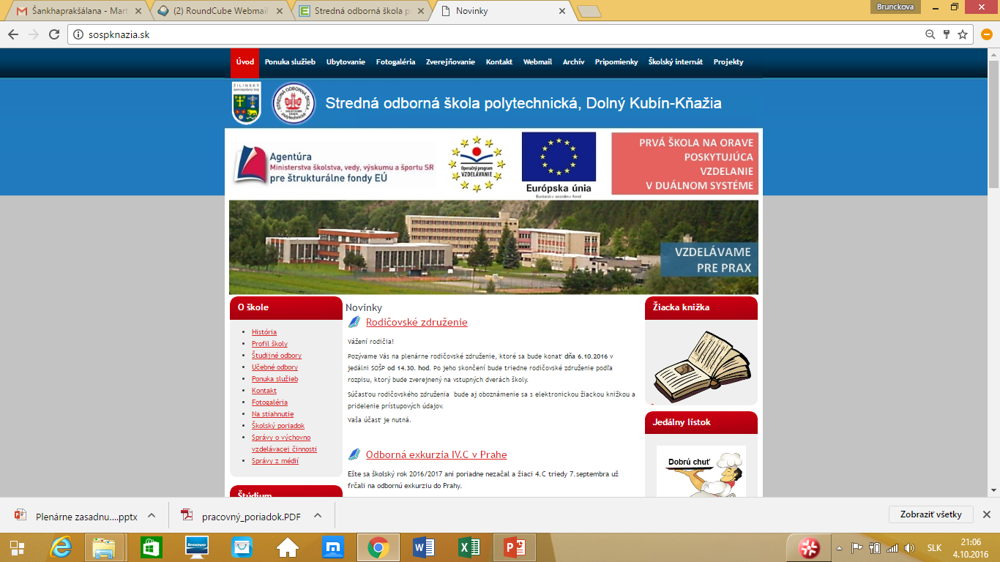 Šankhaprakšálana - Mart
(2) RoundCube Webmail
Stredná odborná škola p
Novinky
Brunckova
sospknazia.sk
Úvod Ponuka služieb Ubytovanie Fotogaléria Zverejňovanie Kontakt Webmail Archív Pripomienky Školský internát Projekty
Stredná odborná škola polytechnická, Dolný Kubín-Kňažia
Agentúra
Ministerstva školstva, vedy, výskumu a športu SR
pre štrukturálne fondy EÚ
Operačný program
VZDELÁVANIE
Európska únia
Európsky sociálny fond
PRVÁ ŠKOLA NA ORAVE
POSKYTUJÚCA
VZDELANIE
V DUÁLNOM SYSTÉME
VZDELÁVAME
PRE PRAX
O škole
História
Profil školy
Študijné odbory
Učebné odbory
Ponuka služieb
Kontakt
Fotogaléria
Na stiahnutie
Školský poriadok
Správy o výchovno
vzdelávacej činnosti
Správy z médií
Štúdium
Novinky
Rodičovské združenie
Vážení rodičia!
Pozývame Vás na plenárne rodičovské združenie, ktoré sa bude konať dňa 6.10.2016 v
jedálni SOŠP od 14.30. hod. Po jeho skončení bude triedne rodičovské združenie podľa
rozpisu, ktorý bude zverejnený na vstupných dverách školy.
Súčasťou rodičovského združenia bude aj oboznámenie sa s elektronickou žiackou knižkou a
pridelenie prístupových údajov.
Vaša účasť je nutná.
Odborná exkurzia IV.C v Prahe
Ešte sa školský rok 2016/2017 ani poriadne nezačal a žiaci 4.C triedy 7.septembra už
frčali na odbornú exkurziu do Prahy.
Žiacka knižka
Jedálny lístok
Dobrú chuť
Plenárne zasadnu....pptx
pracovný_poriadok.PDF
Zobraziť všetky
lenovo
SLK
21:06
4.10.2016